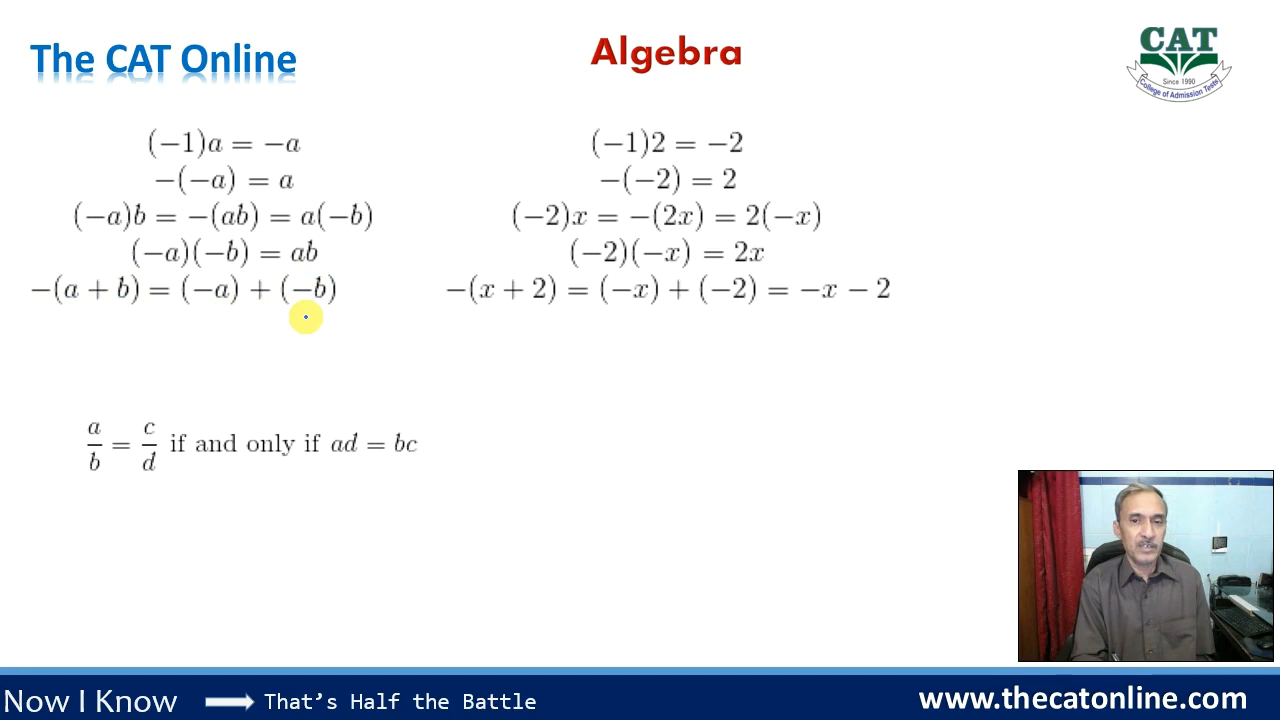 The CAT Online
Algebra
CAT
Since 1990
College of Admission Tests
(−1)a = −a
(−1)2 = −2
−(−a) = a
−(−2) = 2
(−a)b = −(ab) = a(−b)
(−2)x = −(2x) = 2(−x)
(−a)(−b) = ab
(−2)(−x) = 2x
−(a + b) = (−a) + (−b)
−(x + 2) = (−x) + (−2) = −x − 2
a/b = c/d if and only if ad = bc
Now I Know
That’s Half the Battle
www.thecatonline.com